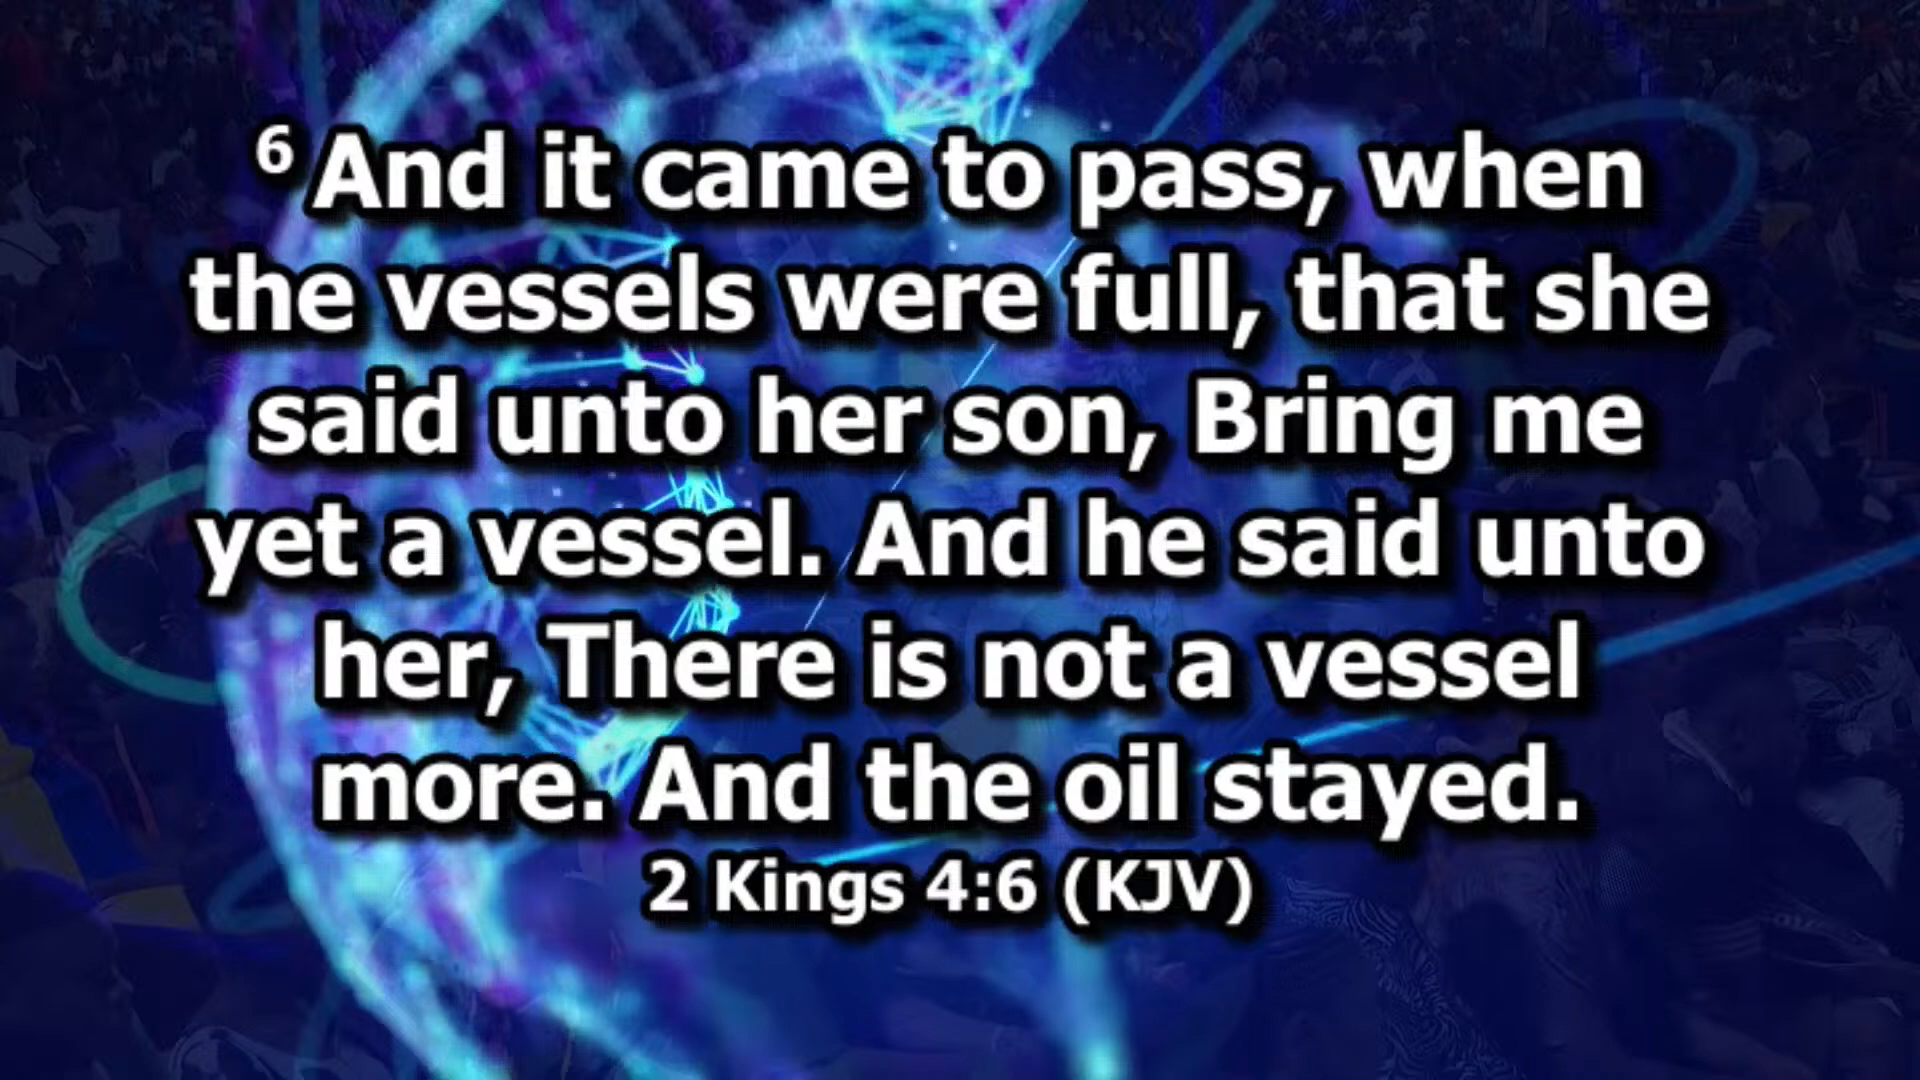 6 And it came to pass, when
the vessels were full, that she
said unto her son, Bring me
yet a vessel. And he said unto
her, There is not a vessel
more. And the oil stayed.
2 Kings 4:6 (KJV)